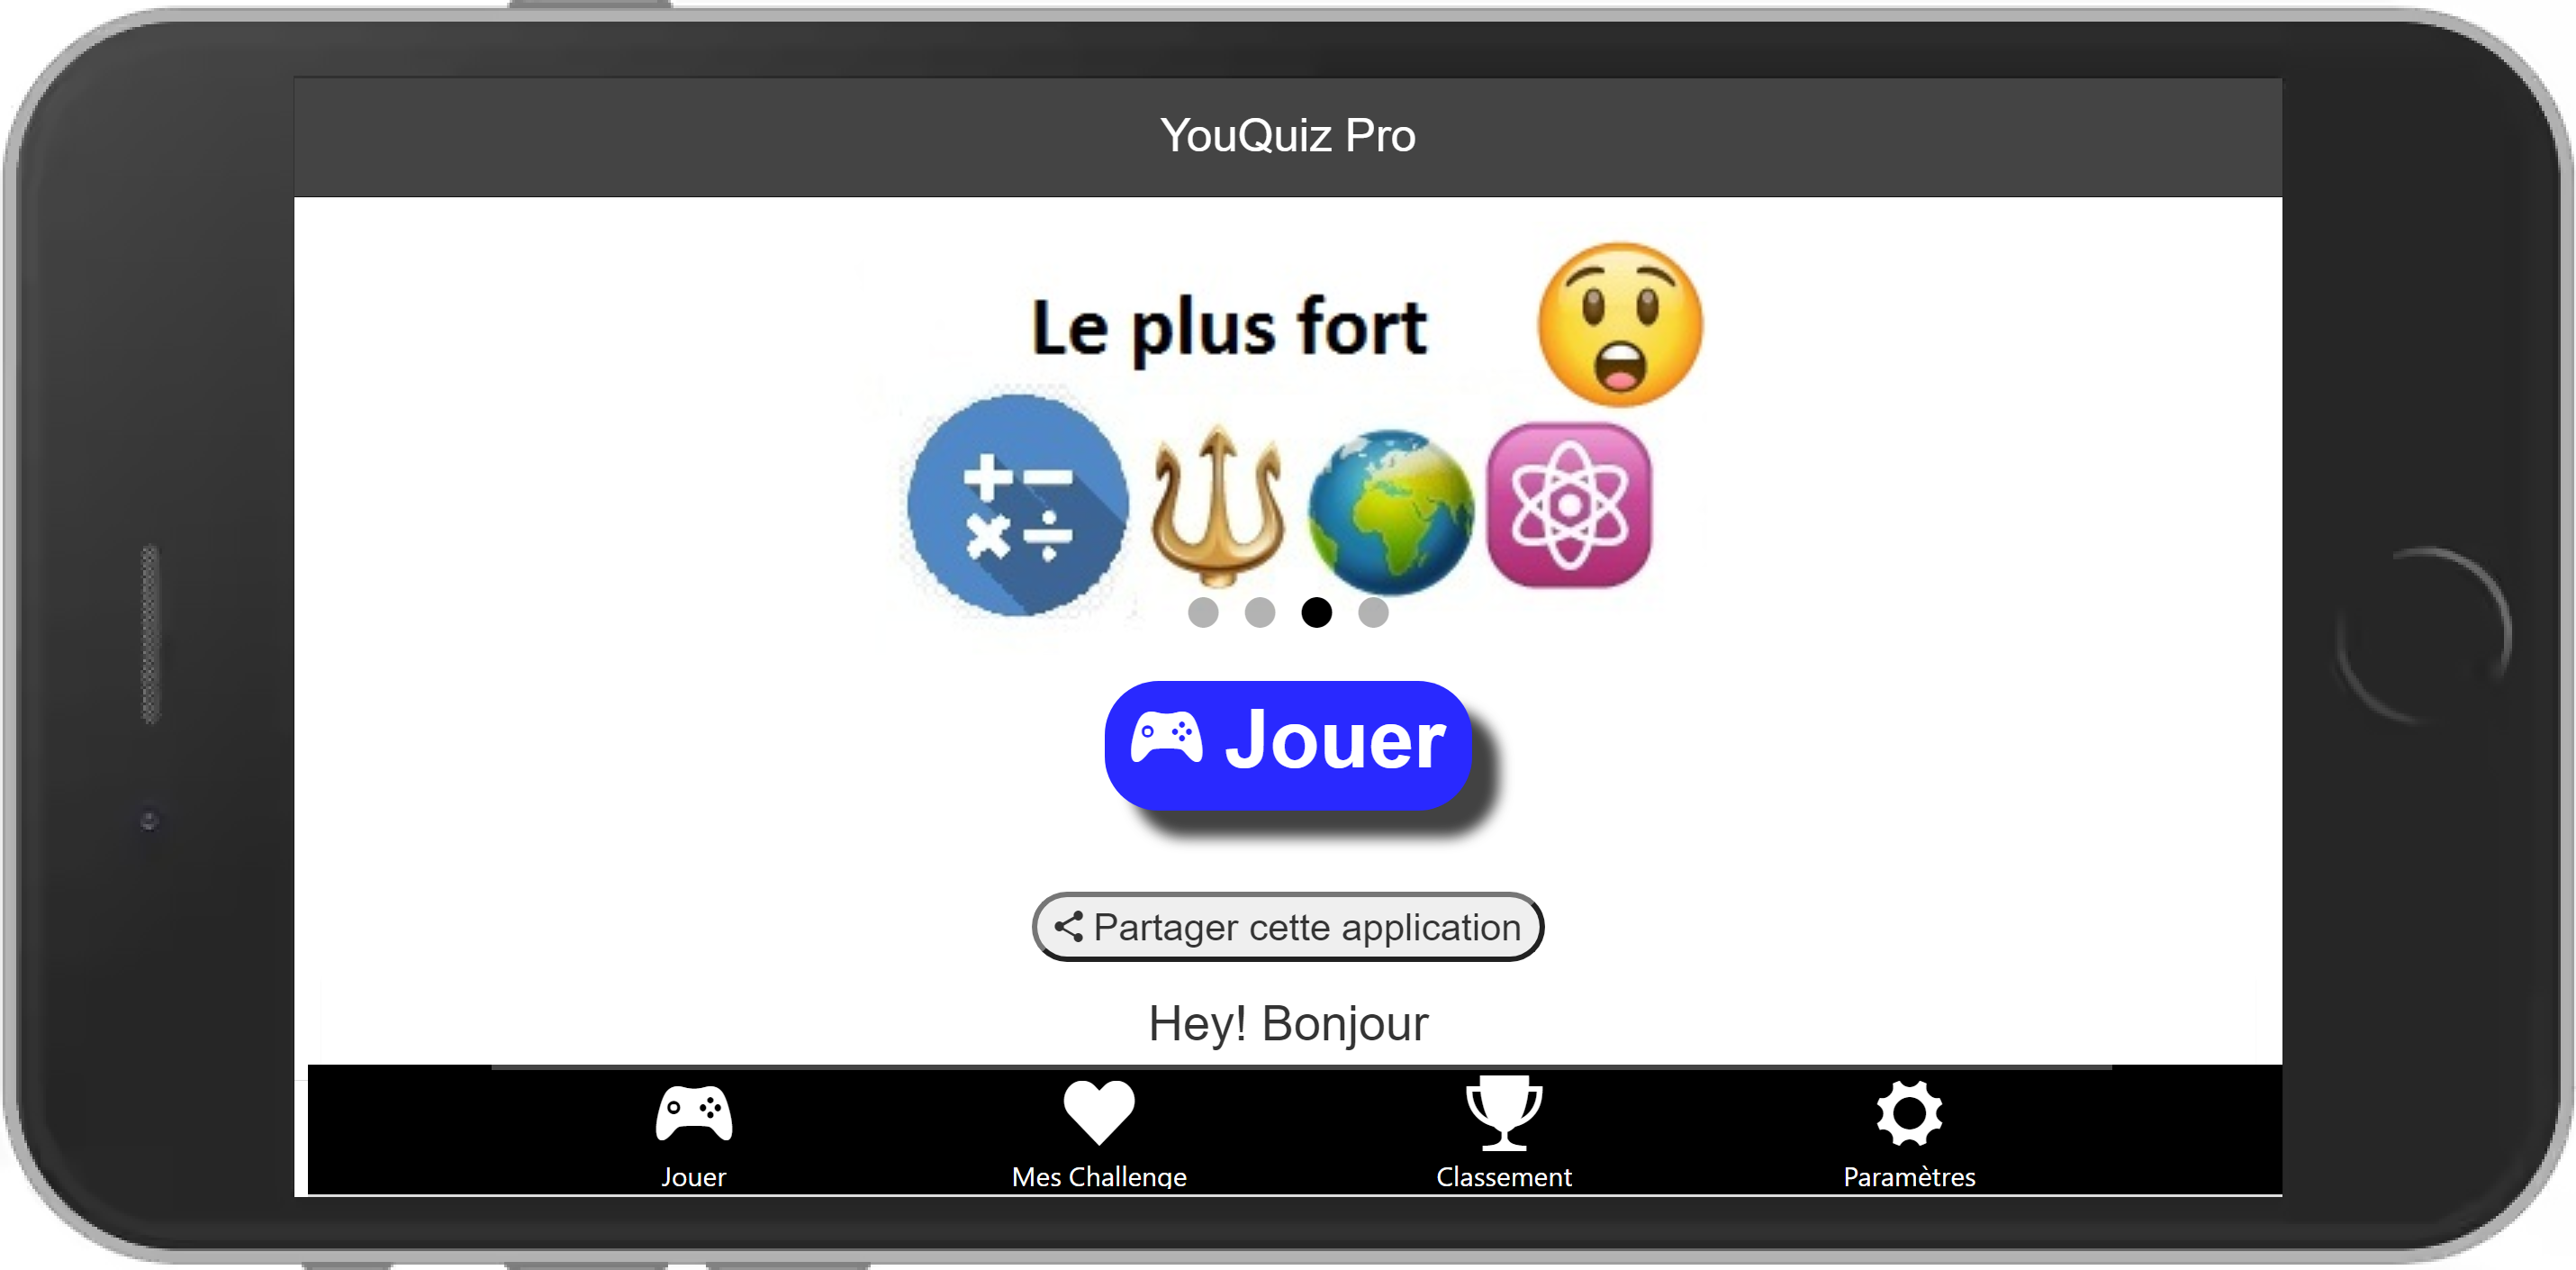 YouQuiz Pro
Le plus fort
Jouer
Partager cette application
Hey! Bonjour
Jouer
Mes Challenge
Classement
Paramètres